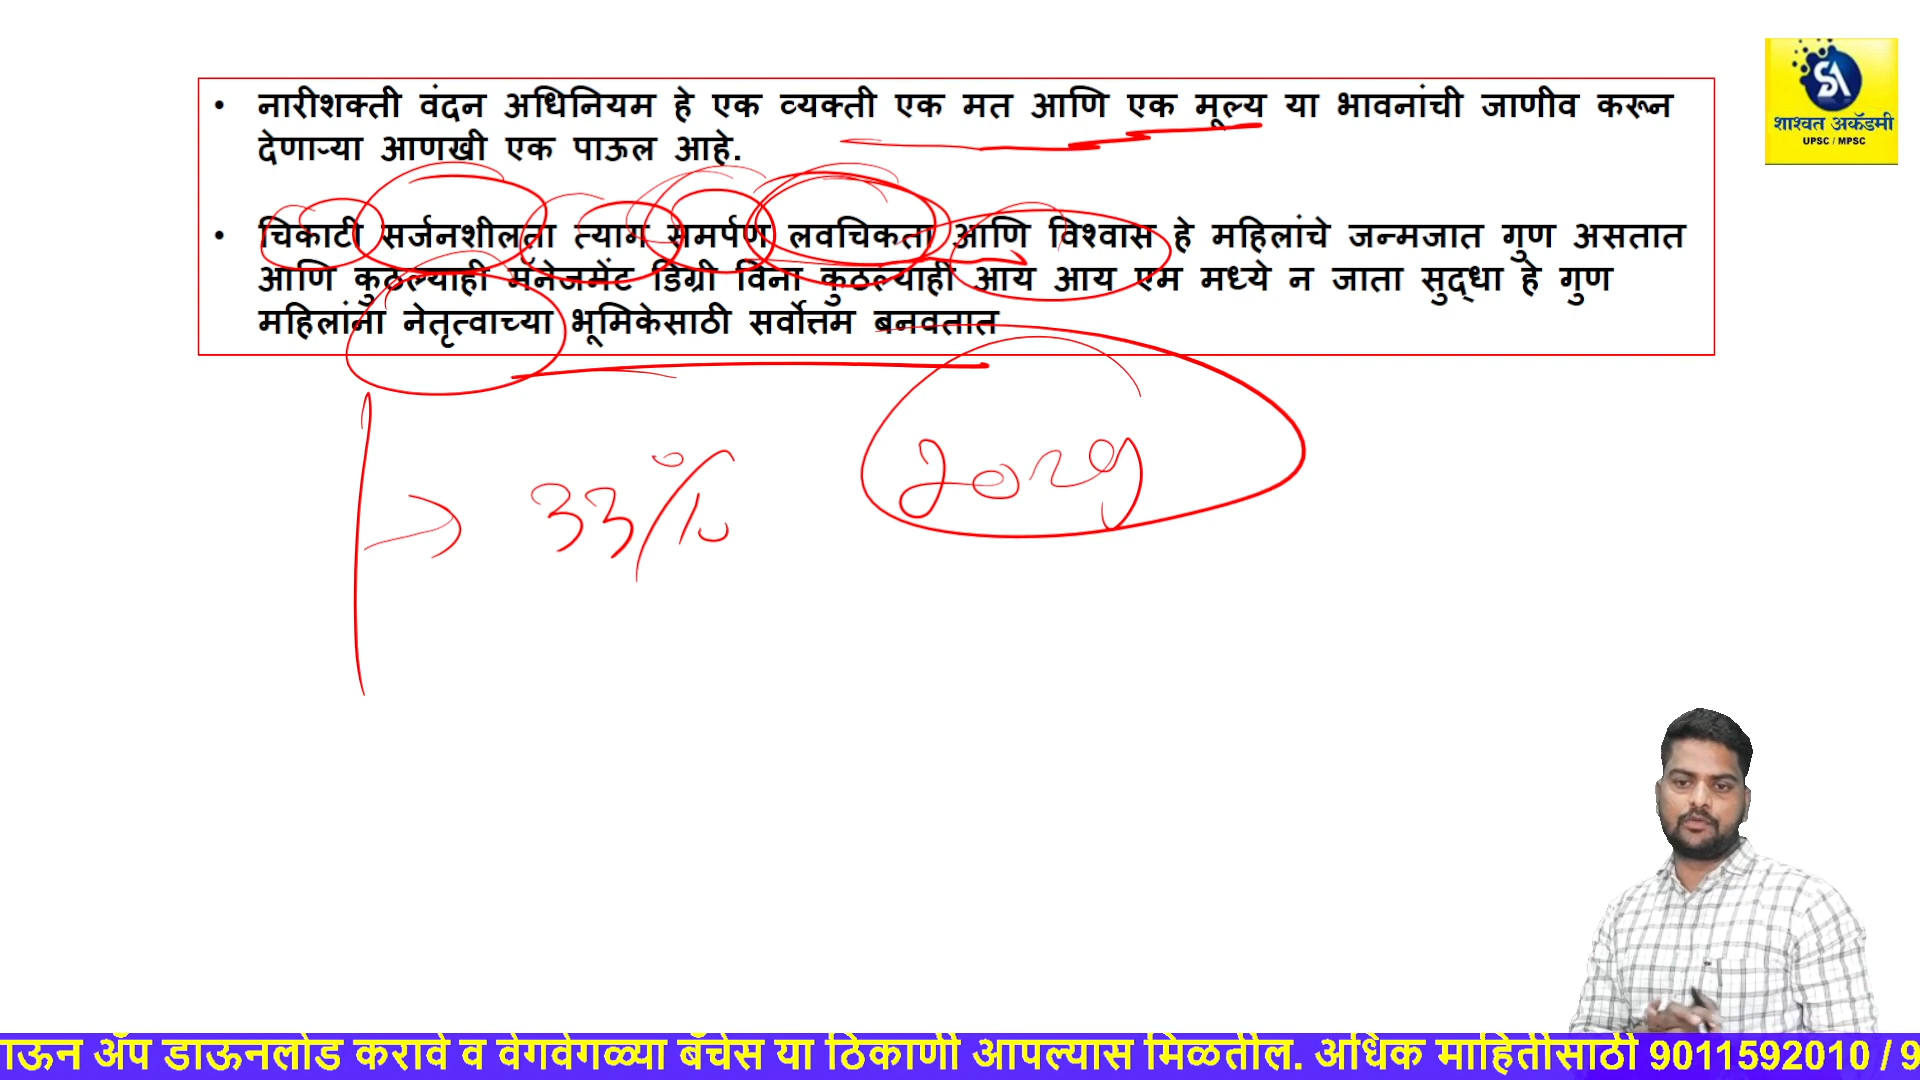 • नारीशक्ती वंदन अधिनियम हे एक व्यक्ती एक मत आणि एक मूल्य या भावनांची जाणीव करून
देणाऱ्या आणखी एक पाऊल आहे.
• चिकाटी सर्जनशीलता त्याग समर्पण लवचिकता आणि विश्वास हे महिलांचे जन्मजात गुण असतात
आणि कुठल्याही मॅनेजमेंट डिग्री विना कुठल्याही आय आय एम मध्ये न जाता सुद्धा हे गुण
महिलांना नेतृत्वाच्या भूमिकेसाठी सर्वोत्तम बनवतात
→ 33%
2029
SA
शाश्वत अकॅडमी
UPSC / MPSC
ाऊन ॲप डाऊनलोड करावे व वेगवेगळ्या बॅचेस या ठिकाणी आपल्यास मिळतील. अधिक माहितीसाठी 9011592010 / 9